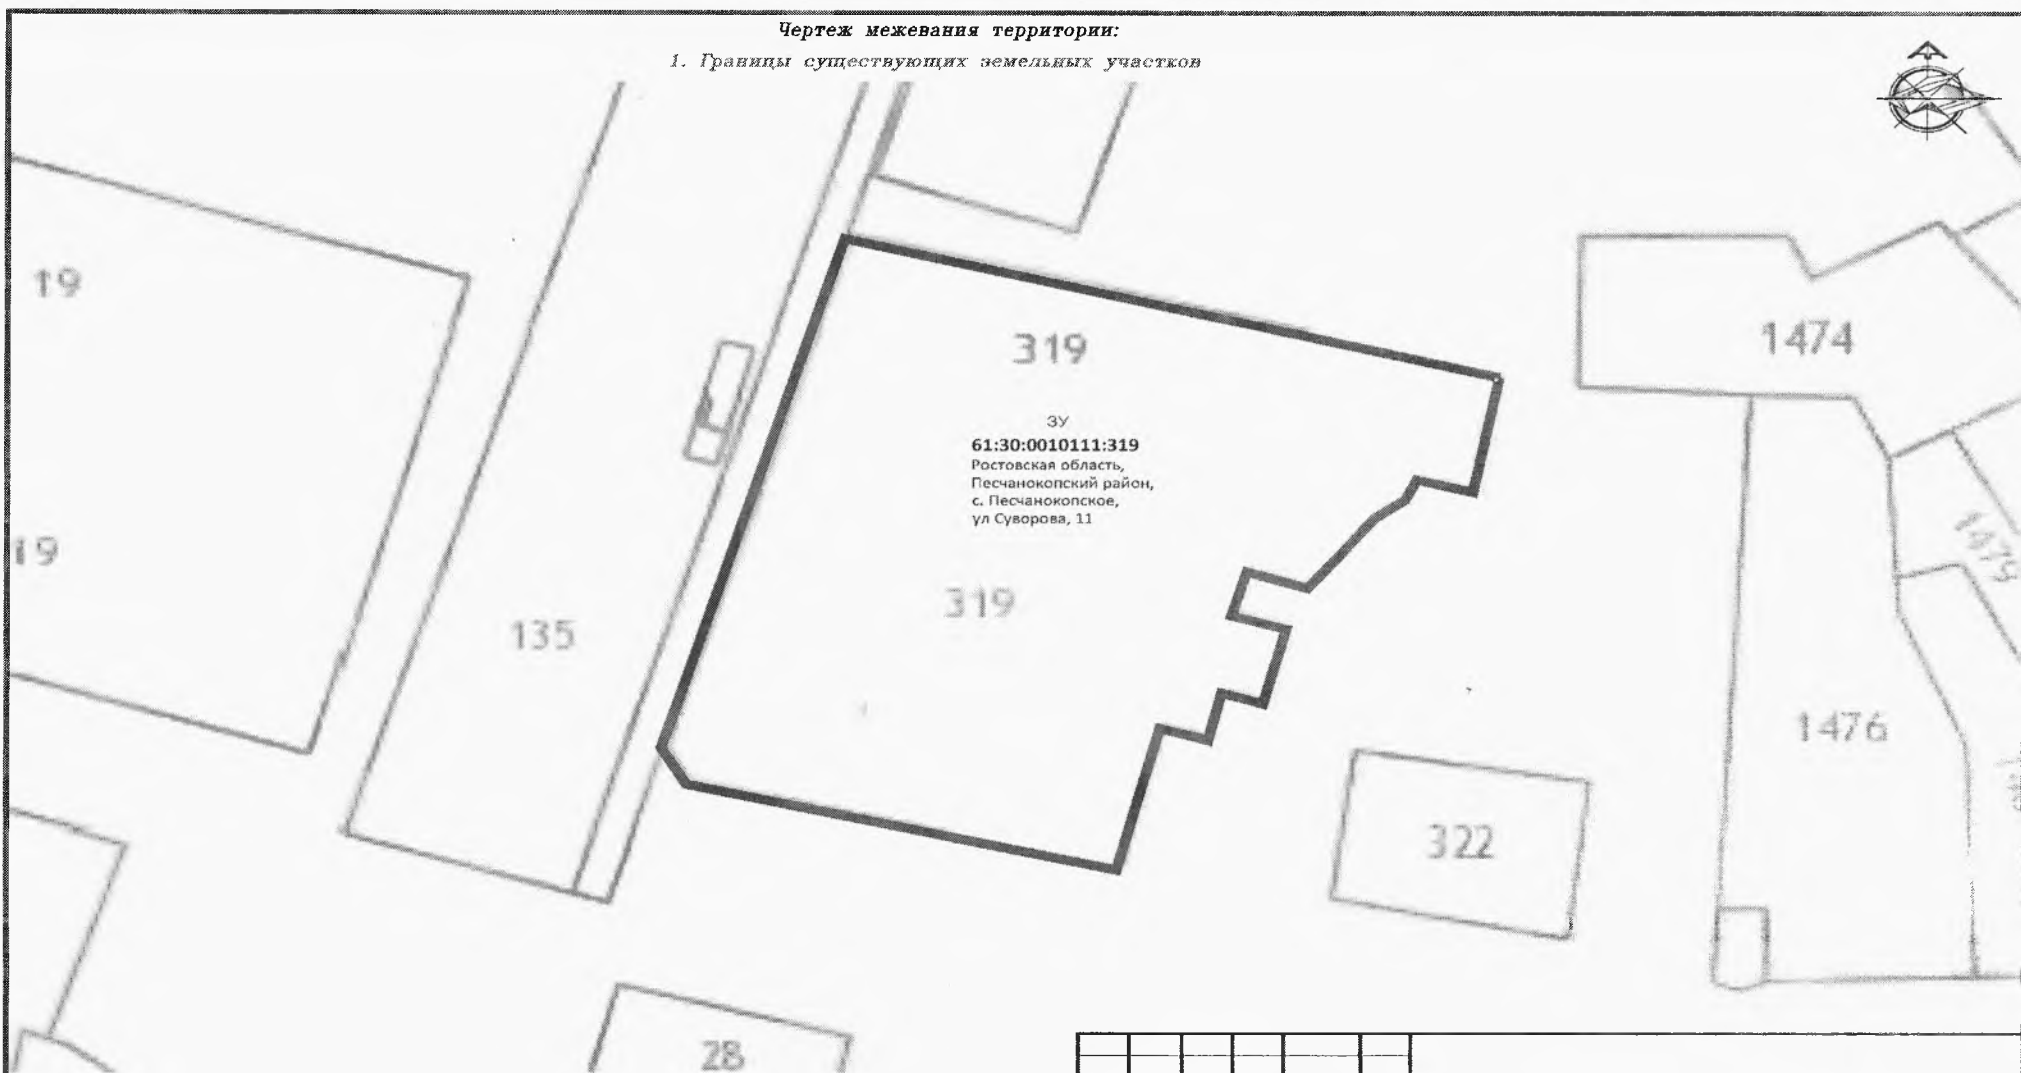 Чертеж межевания территории:
1. Границы существующих земельных участков
19
319
1474
ЗУ
61:30:0010111:319
Ростовская область,
Песчанокопский район,
с. Песчанокопское,
ул Суворова, 11
19
1479
319
135
1476
322
28